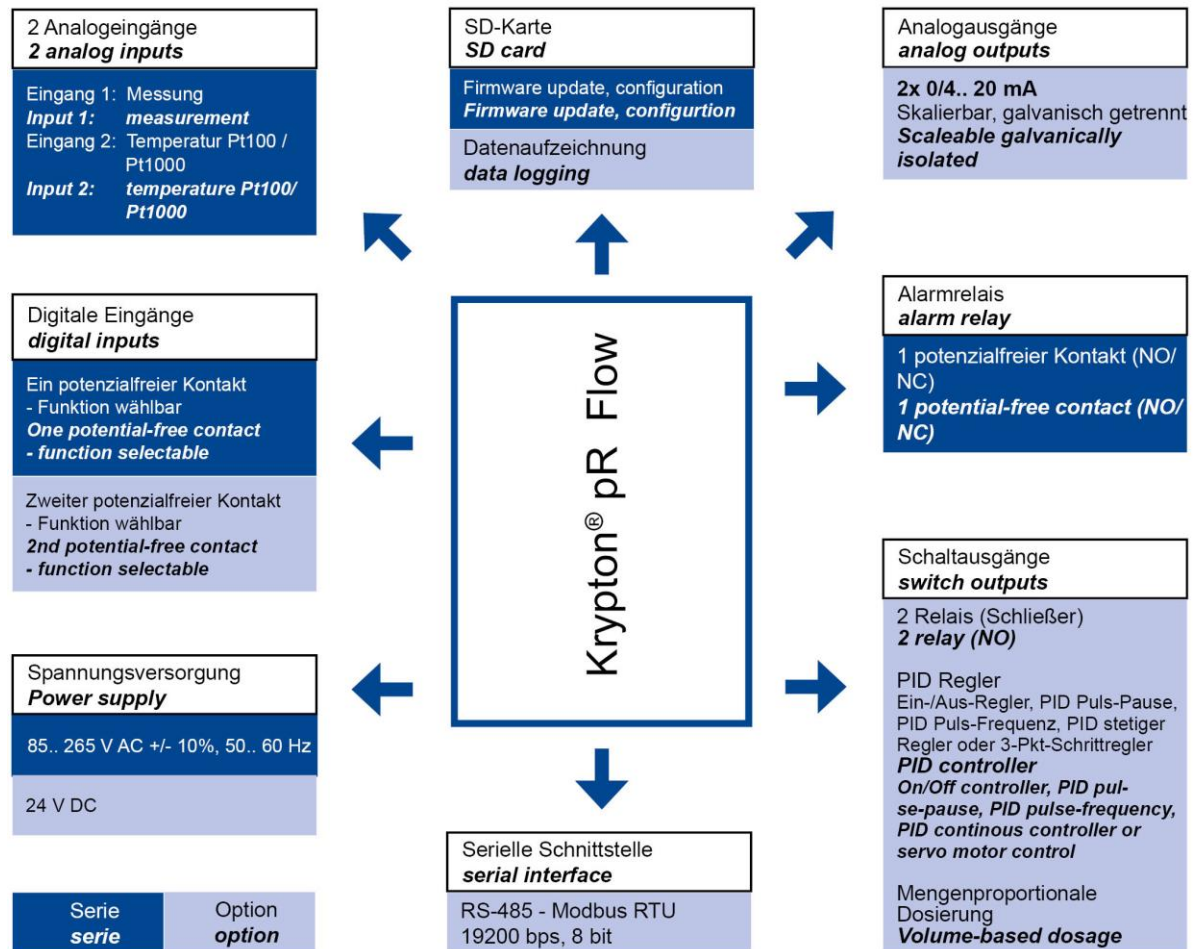 2 Analogeingänge
2 analog inputs
Eingang 1: Messung
Input 1: measurement
Eingang 2: Temperatur Pt100 /
Pt1000
Input 2: temperature Pt100/
Pt1000
SD-Karte
SD card
Firmware update, configuration
Firmware update, configurtion
Datenaufzeichnung
data logging
Analogausgänge
analog outputs
2x 0/4.. 20 mA
Skalierbar, galvanisch getrennt
Scaleable galvanically
isolated
Digitale Eingänge
digital inputs
Ein potenzialfreier Kontakt
- Funktion wählbar
One potential-free contact
- function selectable
Zweiter potenzialfreier Kontakt
- Funktion wählbar
2nd potential-free contact
- function selectable
Krypton® pR Flow
Alarmrelais
alarm relay
1 potenzialfreier Kontakt (NO/
NC)
1 potential-free contact (NO/
NC)
Spannungsversorgung
Power supply
85.. 265 V AC +/- 10%, 50.. 60 Hz
24 V DC
Schaltausgänge
switch outputs
2 Relais (Schließer)
2 relay (NO)
PID Regler
Ein-/Aus-Regler, PID Puls-Pause,
PID Puls-Frequenz, PID stetiger
Regler oder 3-Pkt-Schrittregler
PID controller
On/Off controller, PID pul-
se-pause, PID pulse-frequency,
PID continous controller or
servo motor control
Mengenproportionale
Dosierung
Volume-based dosage
Serielle Schnittstelle
serial interface
RS-485 - Modbus RTU
19200 bps, 8 bit
Serie
serie
Option
option